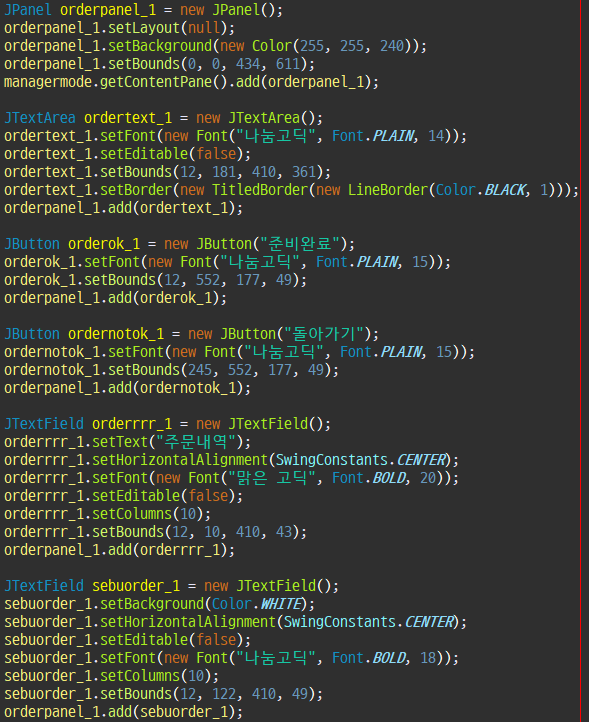 JPanel orderpanel_1 = new JPanel();
orderpanel_1.setLayout(null);
orderpanel_1.setBackground(new Color(255, 255, 240));
orderpanel_1.setBounds(0, 0, 434, 611);
managermode.getContentPane().add(orderpanel_1);

JTextArea ordertext_1 = new JTextArea();
ordertext_1.setFont(new Font("나눔고딕", Font.PLAIN, 14));
ordertext_1.setEditable(false);
ordertext_1.setBounds(12, 181, 410, 361);
ordertext_1.setBorder(new TitledBorder(new LineBorder(Color.BLACK, 1)));
orderpanel_1.add(ordertext_1);

JButton orderok_1 = new JButton("준비완료");
orderok_1.setFont(new Font("나눔고딕", Font.PLAIN, 15));
orderok_1.setBounds(12, 552, 177, 49);
orderpanel_1.add(orderok_1);

JButton ordernotok_1 = new JButton("돌아가기");
ordernotok_1.setFont(new Font("나눔고딕", Font.PLAIN, 15));
ordernotok_1.setBounds(245, 552, 177, 49);
orderpanel_1.add(ordernotok_1);

JTextField orderrrr_1 = new JTextField();
orderrrr_1.setText("주문내역");
orderrrr_1.setHorizontalAlignment(SwingConstants.CENTER);
orderrrr_1.setFont(new Font("맑은 고딕", Font.BOLD, 20));
orderrrr_1.setEditable(false);
orderrrr_1.setColumns(10);
orderrrr_1.setBounds(12, 10, 410, 43);
orderpanel_1.add(orderrrr_1);

JTextField sebuorder_1 = new JTextField();
sebuorder_1.setBackground(Color.WHITE);
sebuorder_1.setHorizontalAlignment(SwingConstants.CENTER);
sebuorder_1.setEditable(false);
sebuorder_1.setFont(new Font("나눔고딕", Font.BOLD, 18));
sebuorder_1.setColumns(10);
sebuorder_1.setBounds(12, 122, 410, 49);
orderpanel_1.add(sebuorder_1);